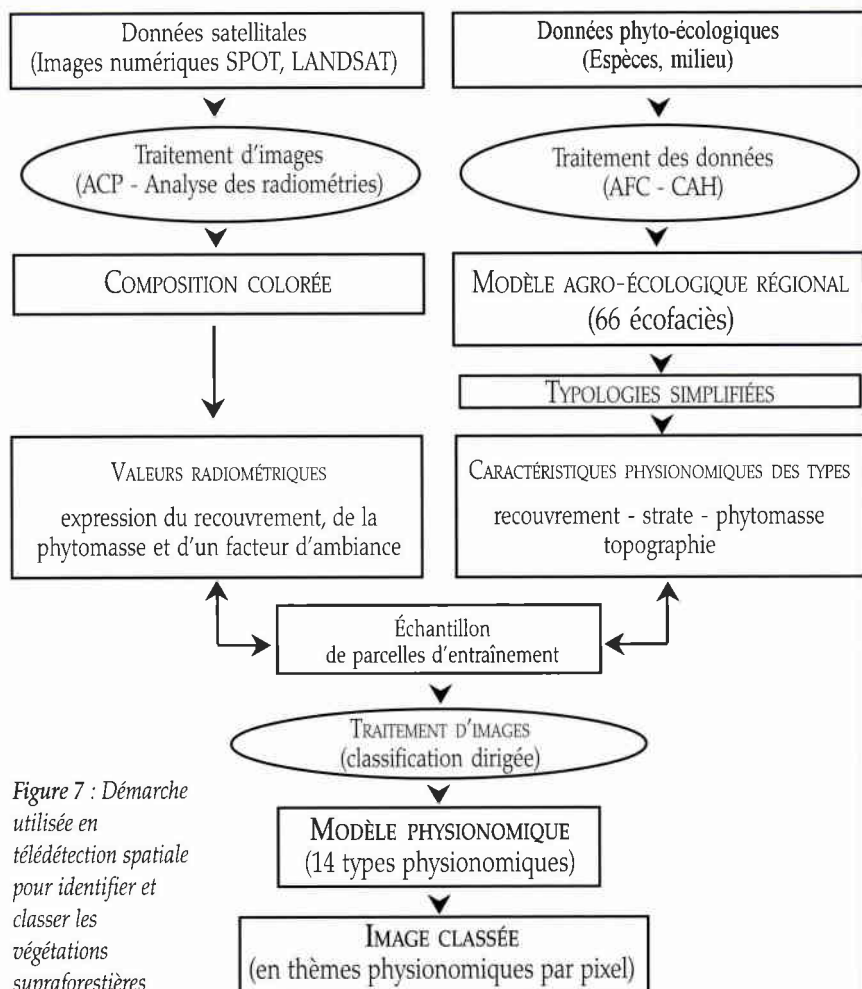 Données satellitales
(Images numériques SPOT, LANDSAT)
Données phyto-écologiques
(Espèces, milieu)
Traitement d'images
(ACP - Analyse des radiométries)
Traitement des données
(AFC - CAH)
COMPOSITION COLORÉE
MODÈLE AGRO-ÉCOLOGIQUE RÉGIONAL
(66 écofaciès)
TYPOLOGIES SIMPLIFIÉES
VALEURS RADIOMÉTRIQUES
expression du recouvrement, de la
phytomasse et d'un facteur d'ambiance
CARACTÉRISTIQUES PHYSIONOMIQUES DES TYPES
recouvrement - strate - phytomasse
topographie
Échantillon
de parcelles d'entraînement
TRAITEMENT D'IMAGES
(classification dirigée)
MODÈLE PHYSIONOMIQUE
(14 types physionomiques)
IMAGE CLASSÉE
(en thèmes physionomiques par pixel)
Figure 7 : Démarche
utilisée en
télédétection spatiale
pour identifier et
classer les
végétations
supraforestières